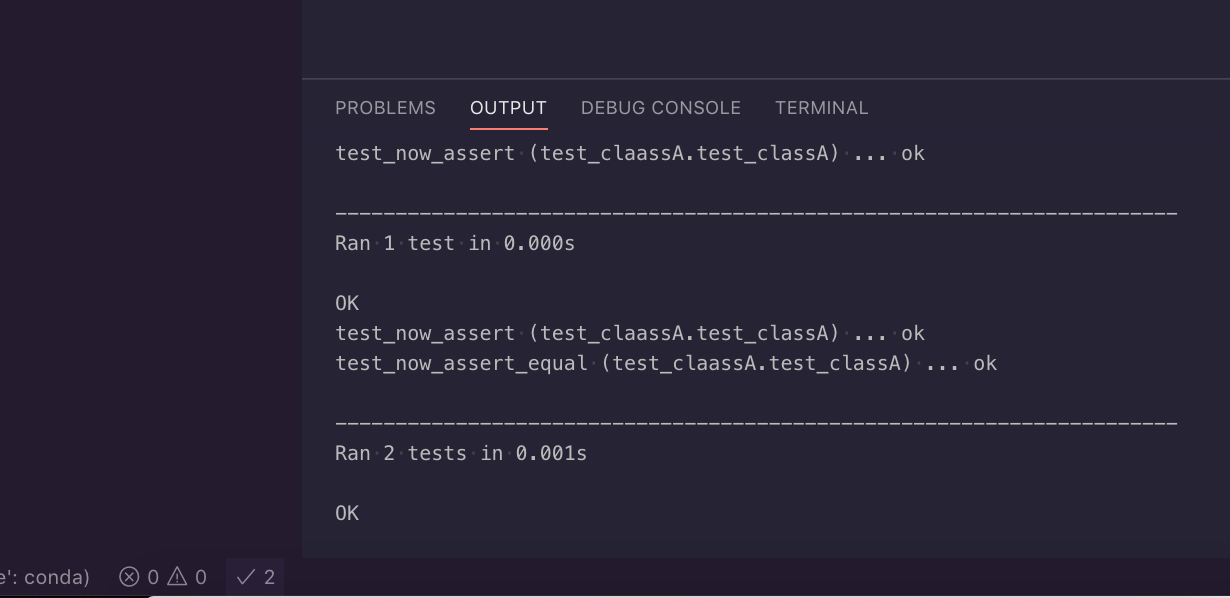 PROBLEMS OUTPUT DEBUG CONSOLE TERMINAL
test_now_assert (test_claassA.test_classA) ... ok
----------------------------------------------------------------------
Ran 1 test in 0.000s
OK
test_now_assert (test_claassA.test_classA) ... ok
test_now_assert_equal (test_claassA.test_classA) ... ok
----------------------------------------------------------------------
Ran 2 tests in 0.001s
OK
e': conda) 0 0 2